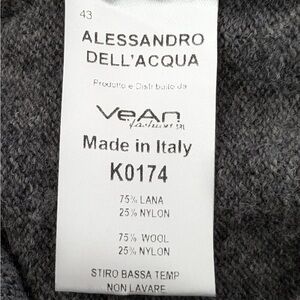 43
ALESSANDRO
DELL'ACQUA
Prodotto e Distribuito da
VeAn
fashion
Made in Italy
K0174
75% LANA
25% NYLON
75% WOOL
25% NYLON
STIRO BASSA TEMP
NON LAVARE